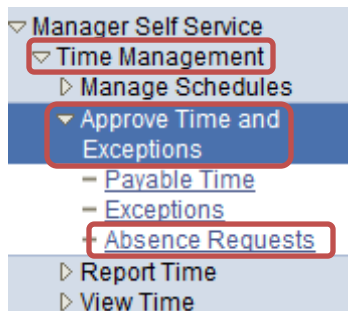 Manager Self Service
Time Management
Manage Schedules
Approve Time and
Exceptions
Payable Time
Exceptions
Absence Requests
Report Time
View Time